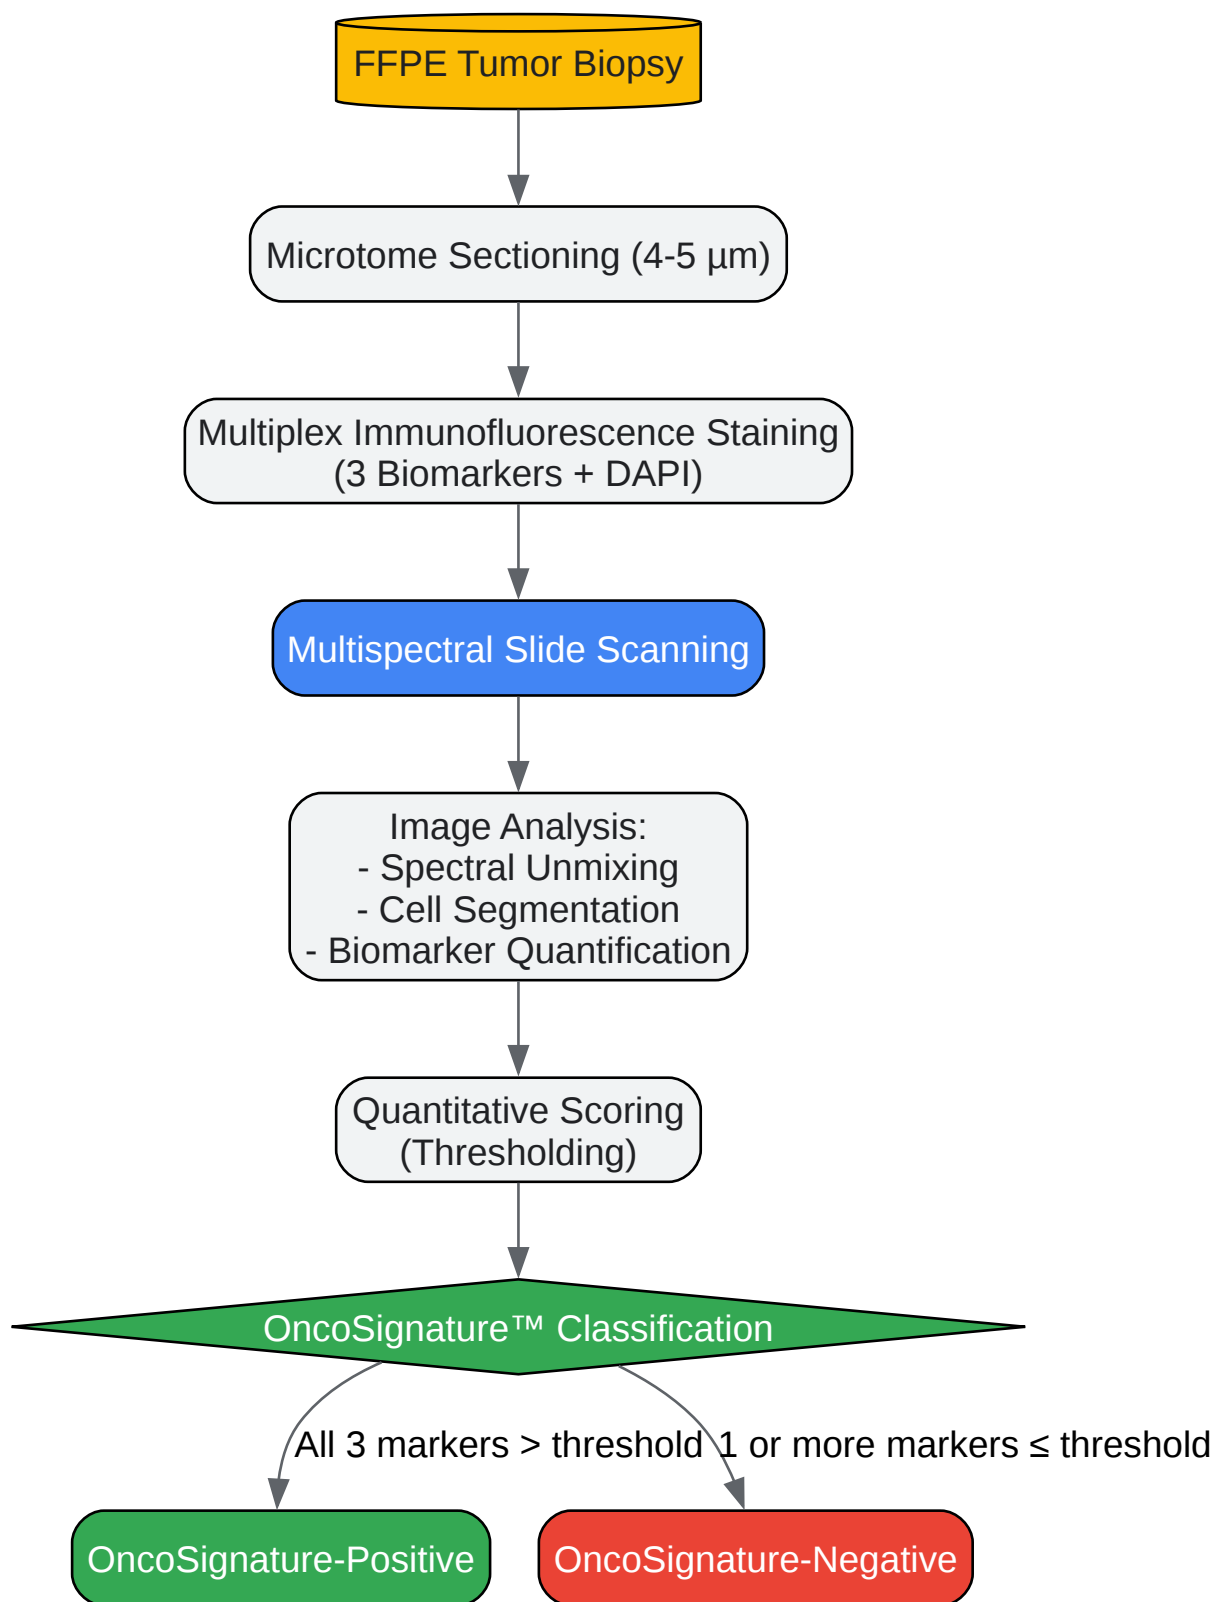 FFPE Tumor Biopsy
Microtome Sectioning (4-5 µm)
Multiplex Immunofluorescence Staining
(3 Biomarkers + DAPI)
Multispectral Slide Scanning
Image Analysis:
- Spectral Unmixing
- Cell Segmentation
- Biomarker Quantification
Quantitative Scoring
(Thresholding)
OncoSignature™ Classification
All 3 markers > threshold
1 or more markers ≤ threshold
OncoSignature-Positive
OncoSignature-Negative